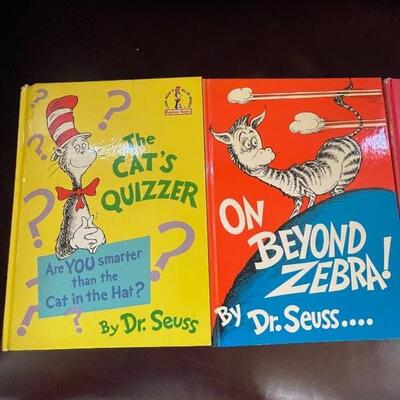 The
CAT'S
QUIZZER
Are YOU smarter
than the
Cat in the Hat?
By Dr. Seuss
ON
BEYOND
ZEBRA!
By Dr. Seuss....